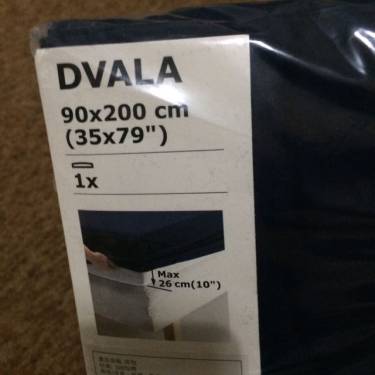 DVALA
90x200 cm
(35x79")
1x
Max
26 cm(10")